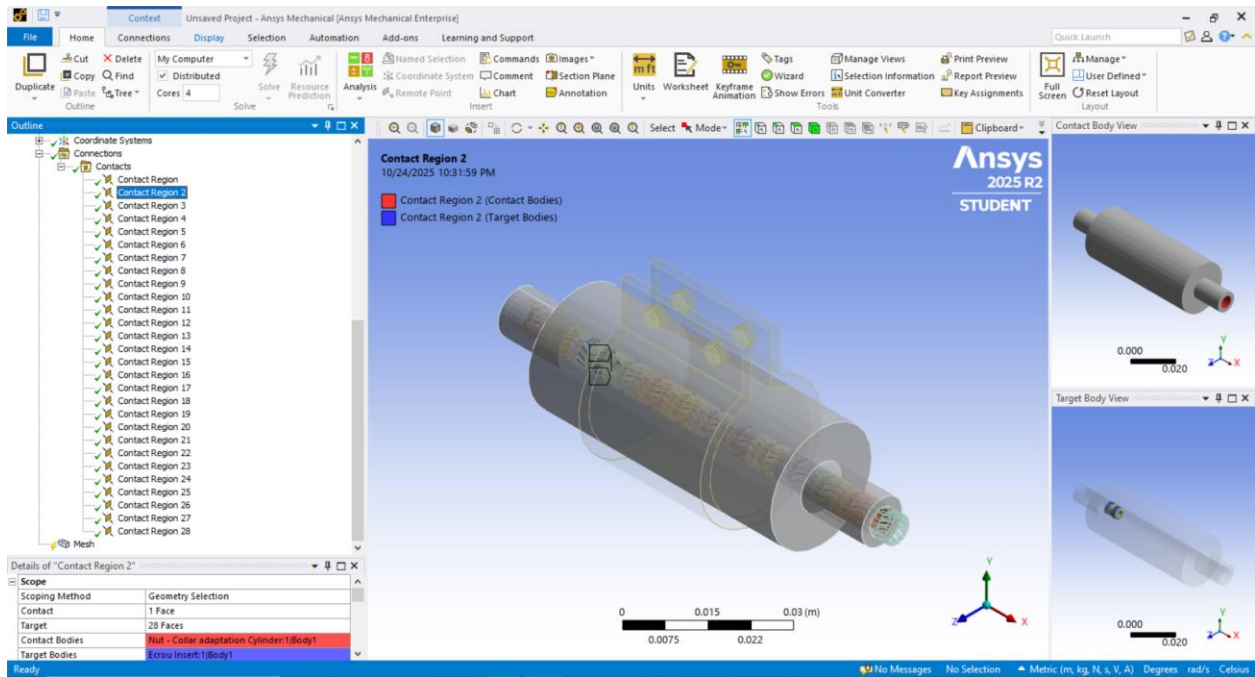 Context
Unsaved Project - Ansys Mechanical [Ansys Mechanical Enterprise]
File Home Connections Display Selection Automation Add-ons Learning and Support Quick Launch
Duplicate
Cut
Copy
Paste
Delete
Find
Tree
Outline
My Computer
Distributed
Cores 4
Solve
Resource Prediction
Solve
Analysis
Named Selection
Coordinate System
Remote Point
Commands
Comment
Chart
Images
Section Plane
Annotation
Insert
Units
Worksheet
Keyframe Animation
Tags
Wizard
Show Errors
Manage Views
Selection Information
Unit Converter
Print Preview
Report Preview
Key Assignments
Tools
Full Screen
Manage
User Defined
Reset Layout
Layout
Outline
Coordinate Systems
Connections
Contacts
Contact Region
Contact Region 2
Contact Region 3
Contact Region 4
Contact Region 5
Contact Region 6
Contact Region 7
Contact Region 8
Contact Region 9
Contact Region 10
Contact Region 11
Contact Region 12
Contact Region 13
Contact Region 14
Contact Region 15
Contact Region 16
Contact Region 17
Contact Region 18
Contact Region 19
Contact Region 20
Contact Region 21
Contact Region 22
Contact Region 23
Contact Region 24
Contact Region 25
Contact Region 26
Contact Region 27
Contact Region 28
Mesh
Details of "Contact Region 2"
Scope
Scoping Method Geometry Selection
Contact 1 Face
Target 28 Faces
Contact Bodies Nut - Collar adaptation Cylinder:1|Body1
Target Bodies Ecrou Insert:1|Body1
Select Mode Clipboard
Contact Region 2
10/24/2025 10:31:59 PM
Contact Region 2 (Contact Bodies)
Contact Region 2 (Target Bodies)
Ansys
2025 R2
STUDENT
0 0.015 0.03 (m)
0.0075 0.022
Y
Z X
Contact Body View
0.000
0.020
Y
Z X
Target Body View
0.000
0.020
Y
Z X
Ready No Messages No Selection Metric (m, kg, N, s, V, A) Degrees rad/s Celsius